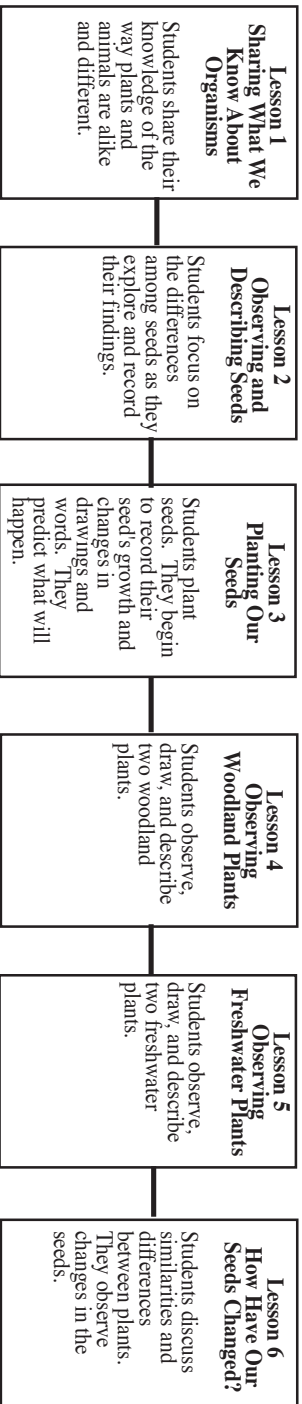 Lesson 1
Sharing What We
Know About
Organisms
Students share their
knowledge of the
way plants and
animals are alike
and different.
Lesson 2
Observing and
Describing Seeds
Students focus on
the differences
among seeds as they
explore and record
their findings.
Lesson 3
Planting Our
Seeds
Students plant
seeds. They begin
to record their
seed's growth and
changes in
drawings and
words. They
predict what will
happen.
Lesson 4
Observing
Woodland Plants
Students observe,
draw, and describe
two woodland
plants.
Lesson 5
Observing
Freshwater Plants
Students observe,
draw, and describe
two freshwater
plants.
Lesson 6
How Have Our
Seeds Changed?
Students discuss
similarities and
differences
between plants.
They observe
changes in the
seeds.